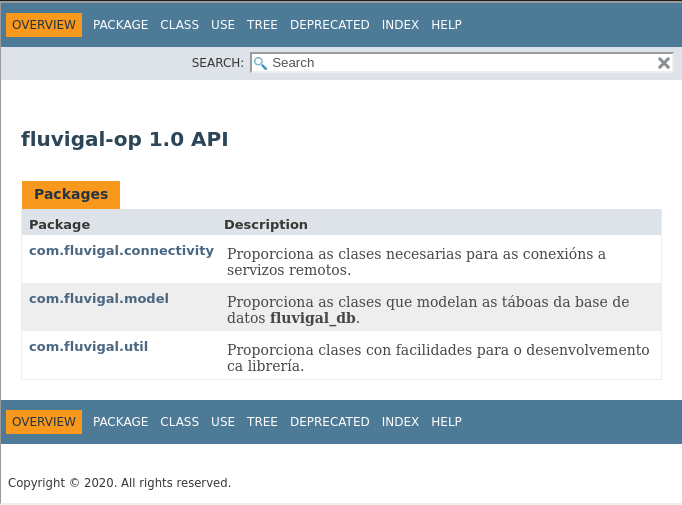 OVERVIEW PACKAGE CLASS USE TREE DEPRECATED INDEX HELP
SEARCH: Search
fluvigal-op 1.0 API
Packages
Package Description
com.fluvigal.connectivity Proporciona as clases necesarias para as conexións a
servizos remotos.
com.fluvigal.model Proporciona as clases que modelan as táboas da base de
datos fluvigal_db.
com.fluvigal.util Proporciona clases con facilidades para o desenvolvemento
ca librería.
OVERVIEW PACKAGE CLASS USE TREE DEPRECATED INDEX HELP
Copyright © 2020. All rights reserved.